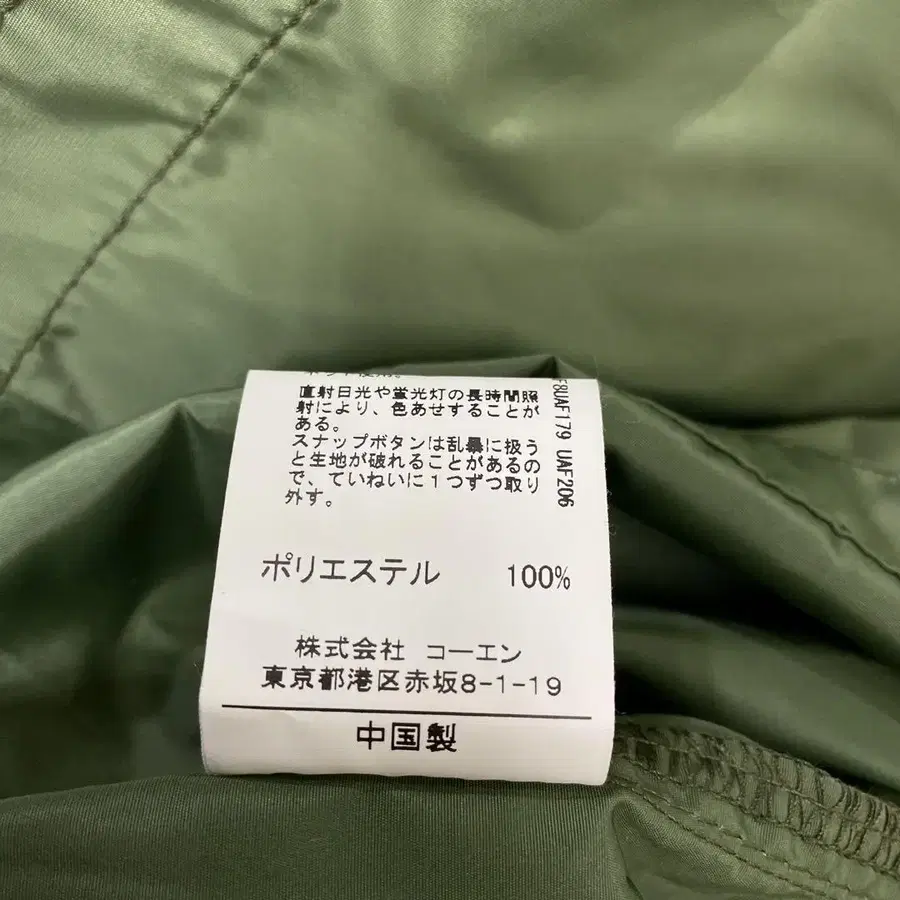 直射日光や蛍光灯の長時間照
射により、色あせすることが
ある。
スナップボタンは乱暴に扱う
と生地が破れることがあるの
で、ていねいに１つずつ取り
外す。
ポリエステル 100%
株式会社 コーエン
東京都港区赤坂8-1-19
中国製
UAF179 UAF206